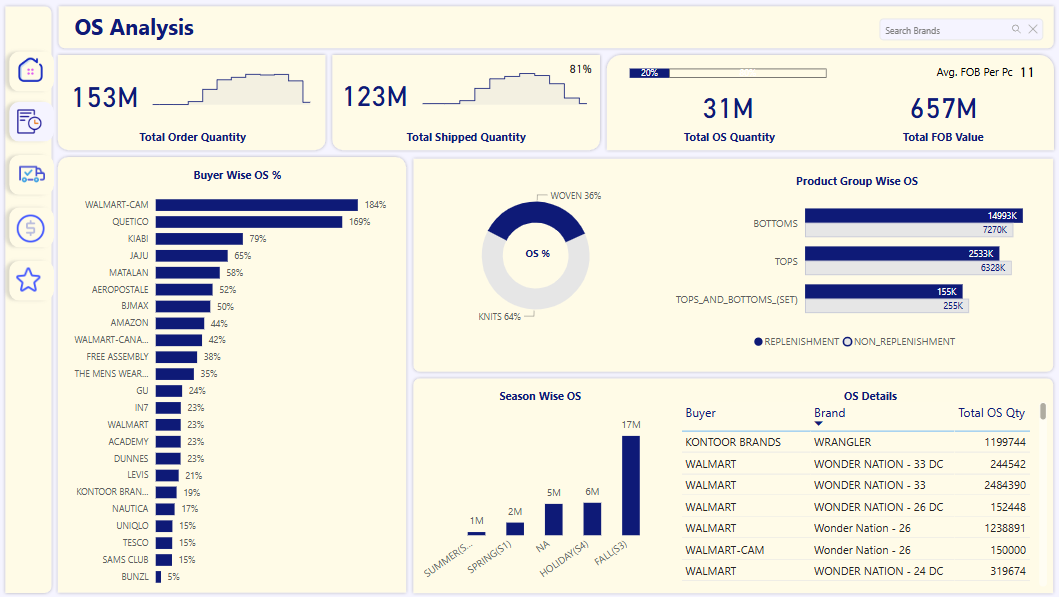 OS Analysis
Search Brands
153M
Total Order Quantity
81%
123M
Total Shipped Quantity
20%
Avg. FOB Per Pc 11
31M
Total OS Quantity
657M
Total FOB Value
Buyer Wise OS %
WALMART-CAM 184%
QUETICO 169%
KIABI 79%
JAJU 65%
MATALAN 58%
AEROPOSTALE 52%
BJMAX 50%
AMAZON 44%
WALMART-CANA... 42%
FREE ASSEMBLY 38%
THE MENS WEAR... 35%
GU 24%
IN7 23%
WALMART 23%
ACADEMY 23%
DUNNES 23%
LEVIS 21%
KONTOOR BRAN... 19%
NAUTICA 17%
UNIQLO 15%
TESCO 15%
SAMS CLUB 15%
BUNZL 5%
WOVEN 36%
OS %
KNITS 64%
Product Group Wise OS
BOTTOMS 14993K
7270K
TOPS 2533K
6328K
TOPS_AND_BOTTOMS_(SET) 155K
255K
REPLENISHMENT NON_REPLENISHMENT
Season Wise OS
1M
2M
5M
6M
17M
SUMMER(S...
SPRING(S1)
NA
HOLIDAY(S4)
FALL(S3)
OS Details
Buyer Brand Total OS Qty
KONTOOR BRANDS WRANGLER 1199744
WALMART WONDER NATION - 33 DC 244542
WALMART WONDER NATION - 33 2484390
WALMART WONDER NATION - 26 DC 152448
WALMART Wonder Nation - 26 1238891
WALMART-CAM Wonder Nation - 26 150000
WALMART WONDER NATION - 24 DC 319674